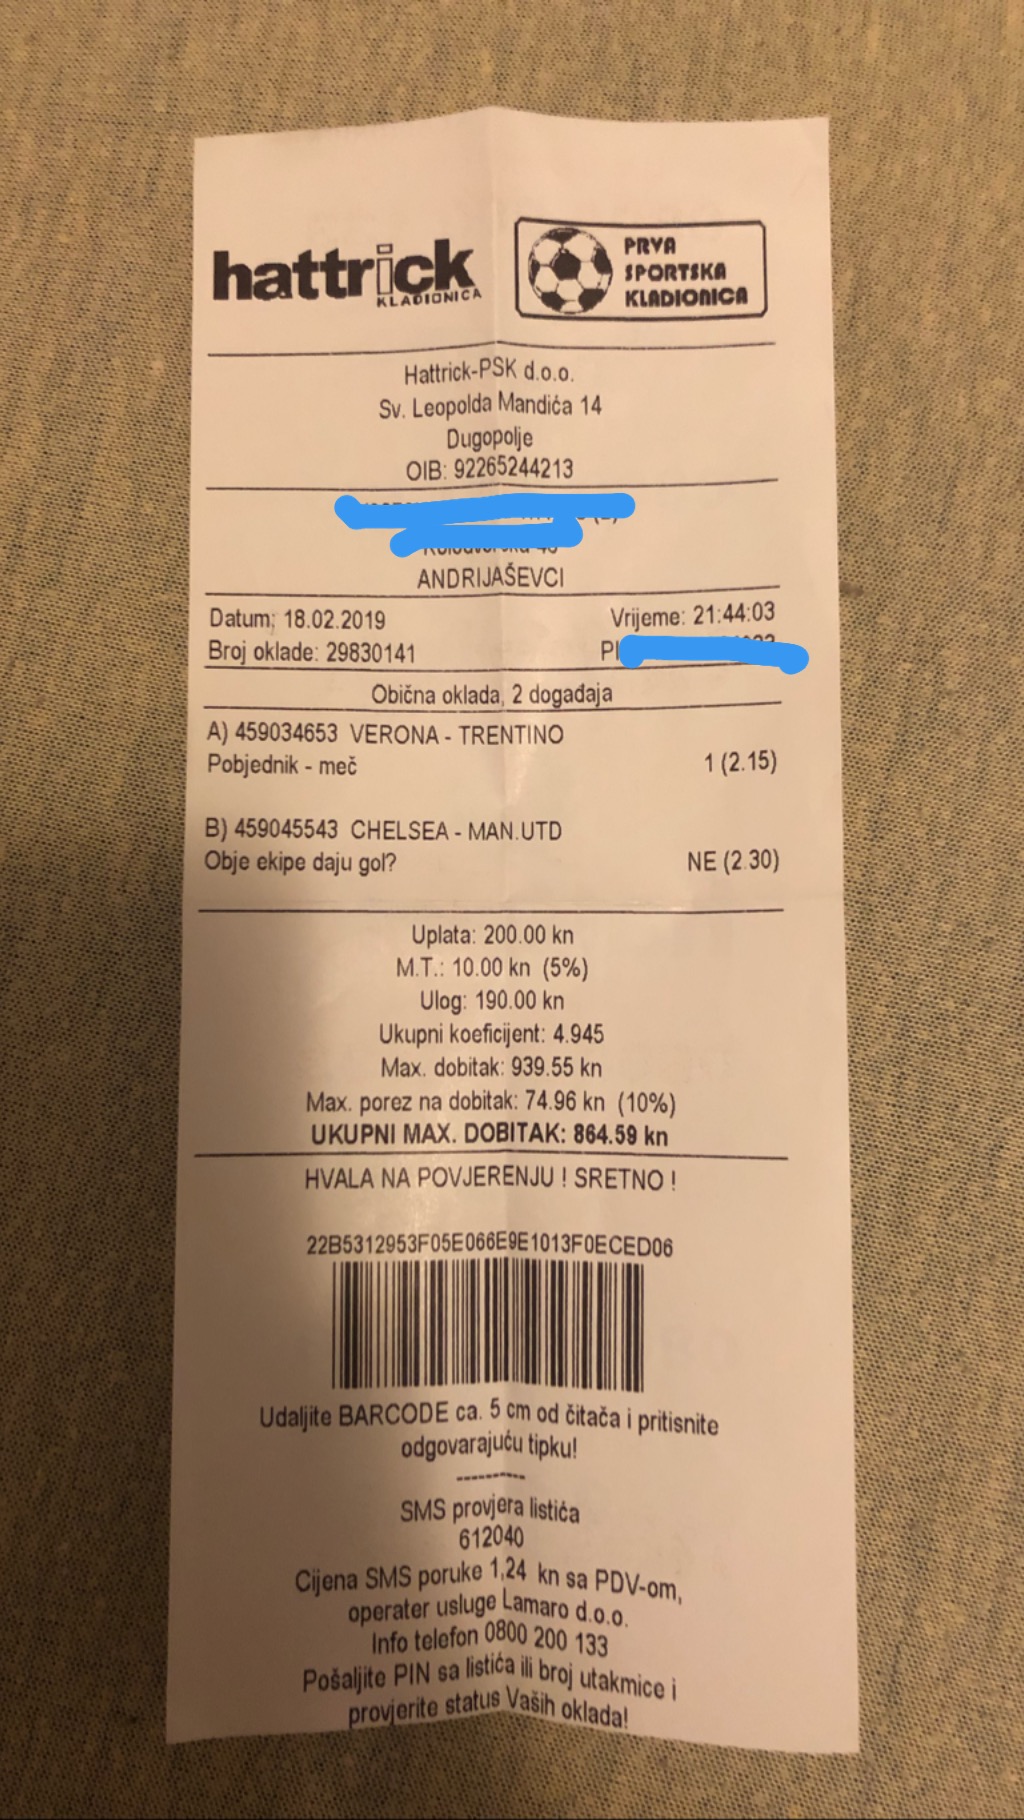 hattrick
KLADIONICA
PRVA
SPORTSKA
KLADIONICA
Hattrick-PSK d.o.o.
Sv. Leopolda Mandića 14
Dugopolje
OIB: 92265244213
ANDRIJAŠEVCI
Datum: 18.02.2019 Vrijeme: 21:44:03
Broj oklade: 29830141
Obična oklada, 2 događaja
A) 459034653 VERONA - TRENTINO
Pobjednik - meč 1 (2.15)
B) 459045543 CHELSEA - MAN.UTD
Obje ekipe daju gol? NE (2.30)
Uplata: 200.00 kn
M.T.: 10.00 kn (5%)
Ulog: 190.00 kn
Ukupni koeficijent: 4.945
Max. dobitak: 939.55 kn
Max. porez na dobitak: 74.96 kn (10%)
UKUPNI MAX. DOBITAK: 864.59 kn
HVALA NA POVJERENJU ! SRETNO !
22B5312953F05E066E9E1013F0ECED06
Udaljite BARCODE ca. 5 cm od čitača i pritisnite
odgovarajuću tipku!
----------
SMS provjera listića
612040
Cijena SMS poruke 1,24 kn sa PDV-om,
operater usluge Lamaro d.o.o.
Info telefon 0800 200 133
Pošaljite PIN sa listića ili broj utakmice i
provjerite status Vaših oklada!